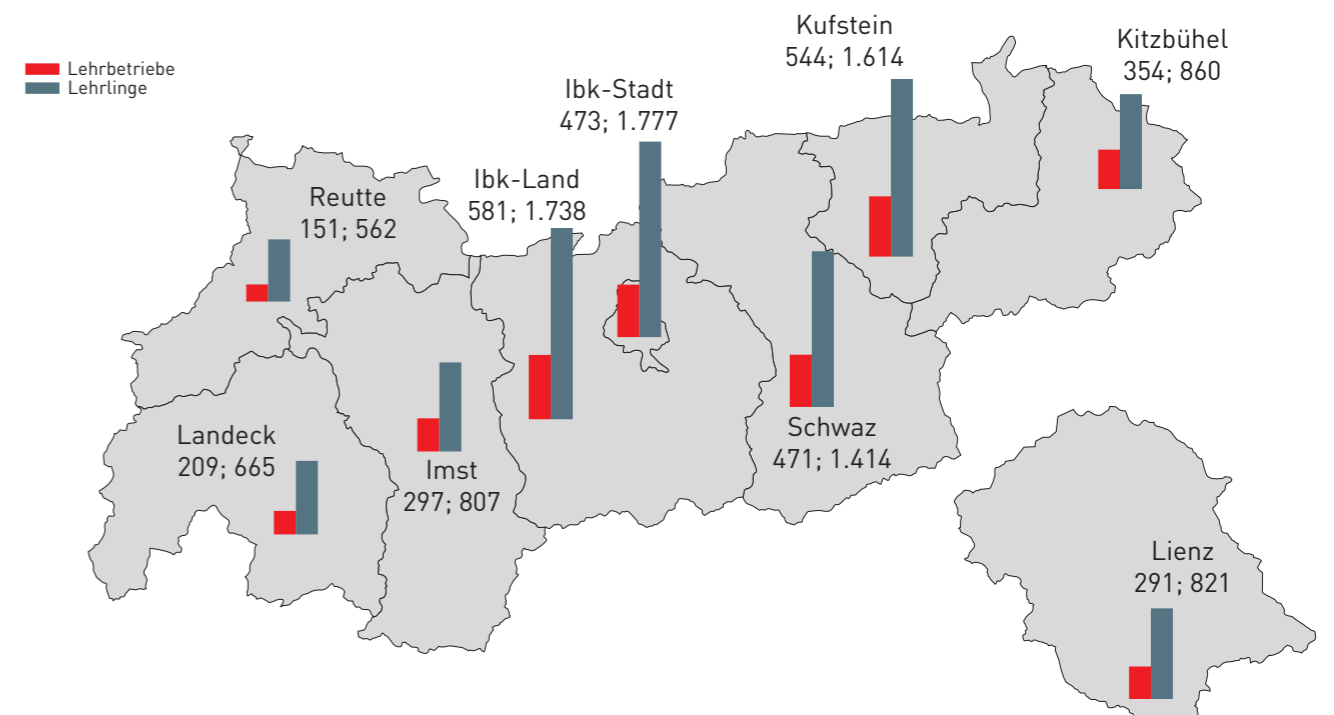 Lehrbetriebe
Lehrlinge
Kufstein
544; 1.614
Kitzbühel
354; 860
Ibk-Stadt
473; 1.777
Ibk-Land
581; 1.738
Reutte
151; 562
Landeck
209; 665
Imst
297; 807
Schwaz
471; 1.414
Lienz
291; 821